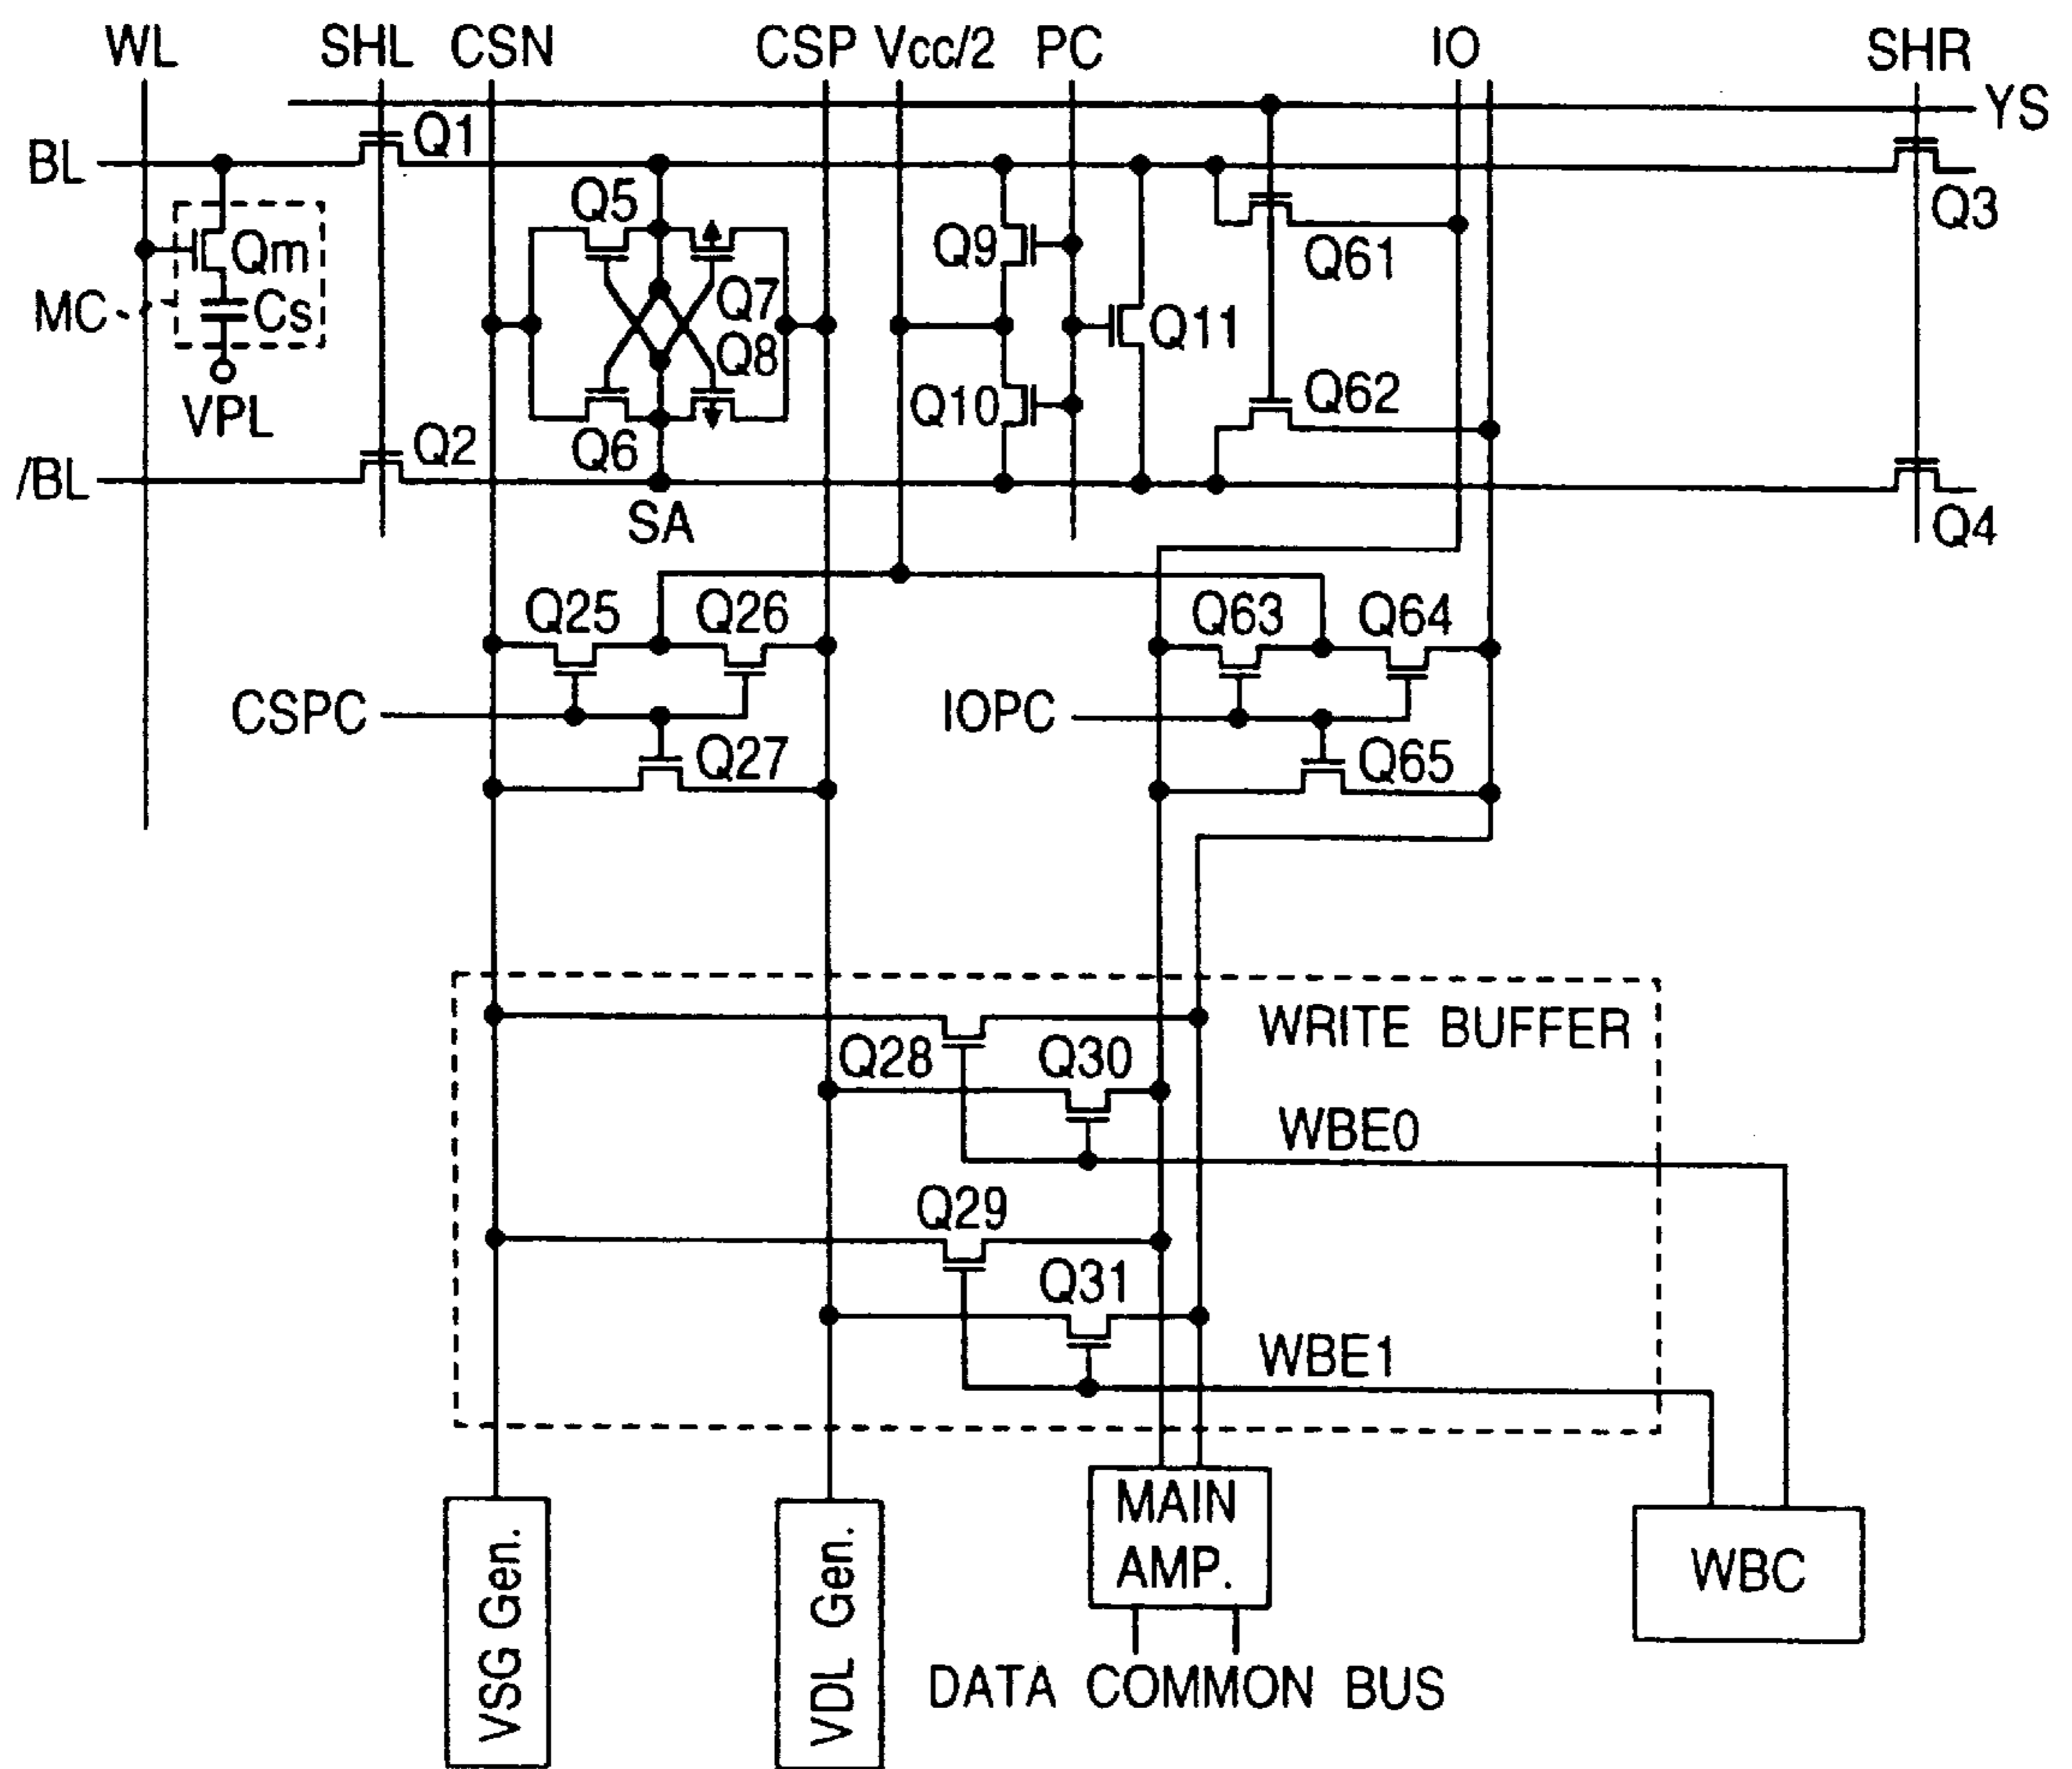 WL SHL CSN CSP Vcc/2 PC IO SHR
YS
BL Q1 Q3
Q5 Q9 Q61
Qm Q7 Q11
MC Cs Q8
VPL Q10 Q62
/BL Q2 Q6 SA Q4
Q25 Q26 Q63 Q64
CSPC IOPC
Q27 Q65
WRITE BUFFER
Q28 Q30
WBE0
Q29
Q31
WBE1
VSG Gen.
VDL Gen.
MAIN
AMP.
WBC
DATA COMMON BUS